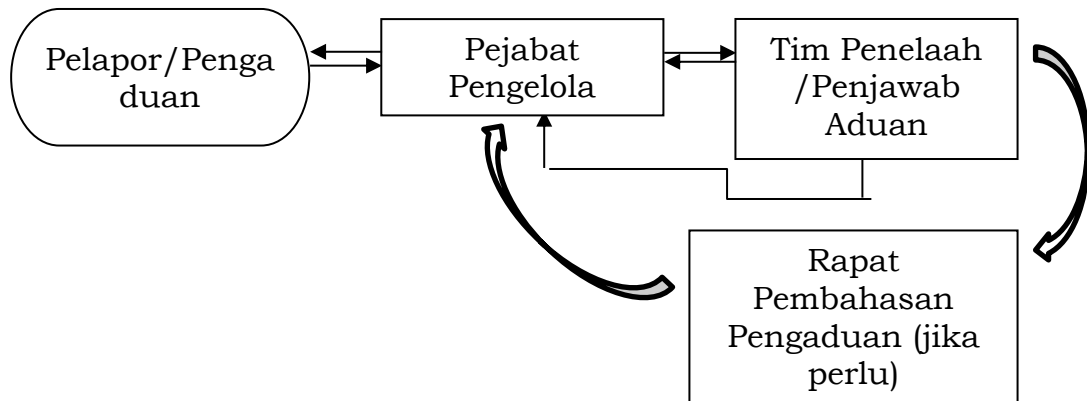 Pelapor/Penga
duan
Pejabat
Pengelola
Tim Penelaah
/Penjawab
Aduan
Rapat
Pembahasan
Pengaduan (jika
perlu)